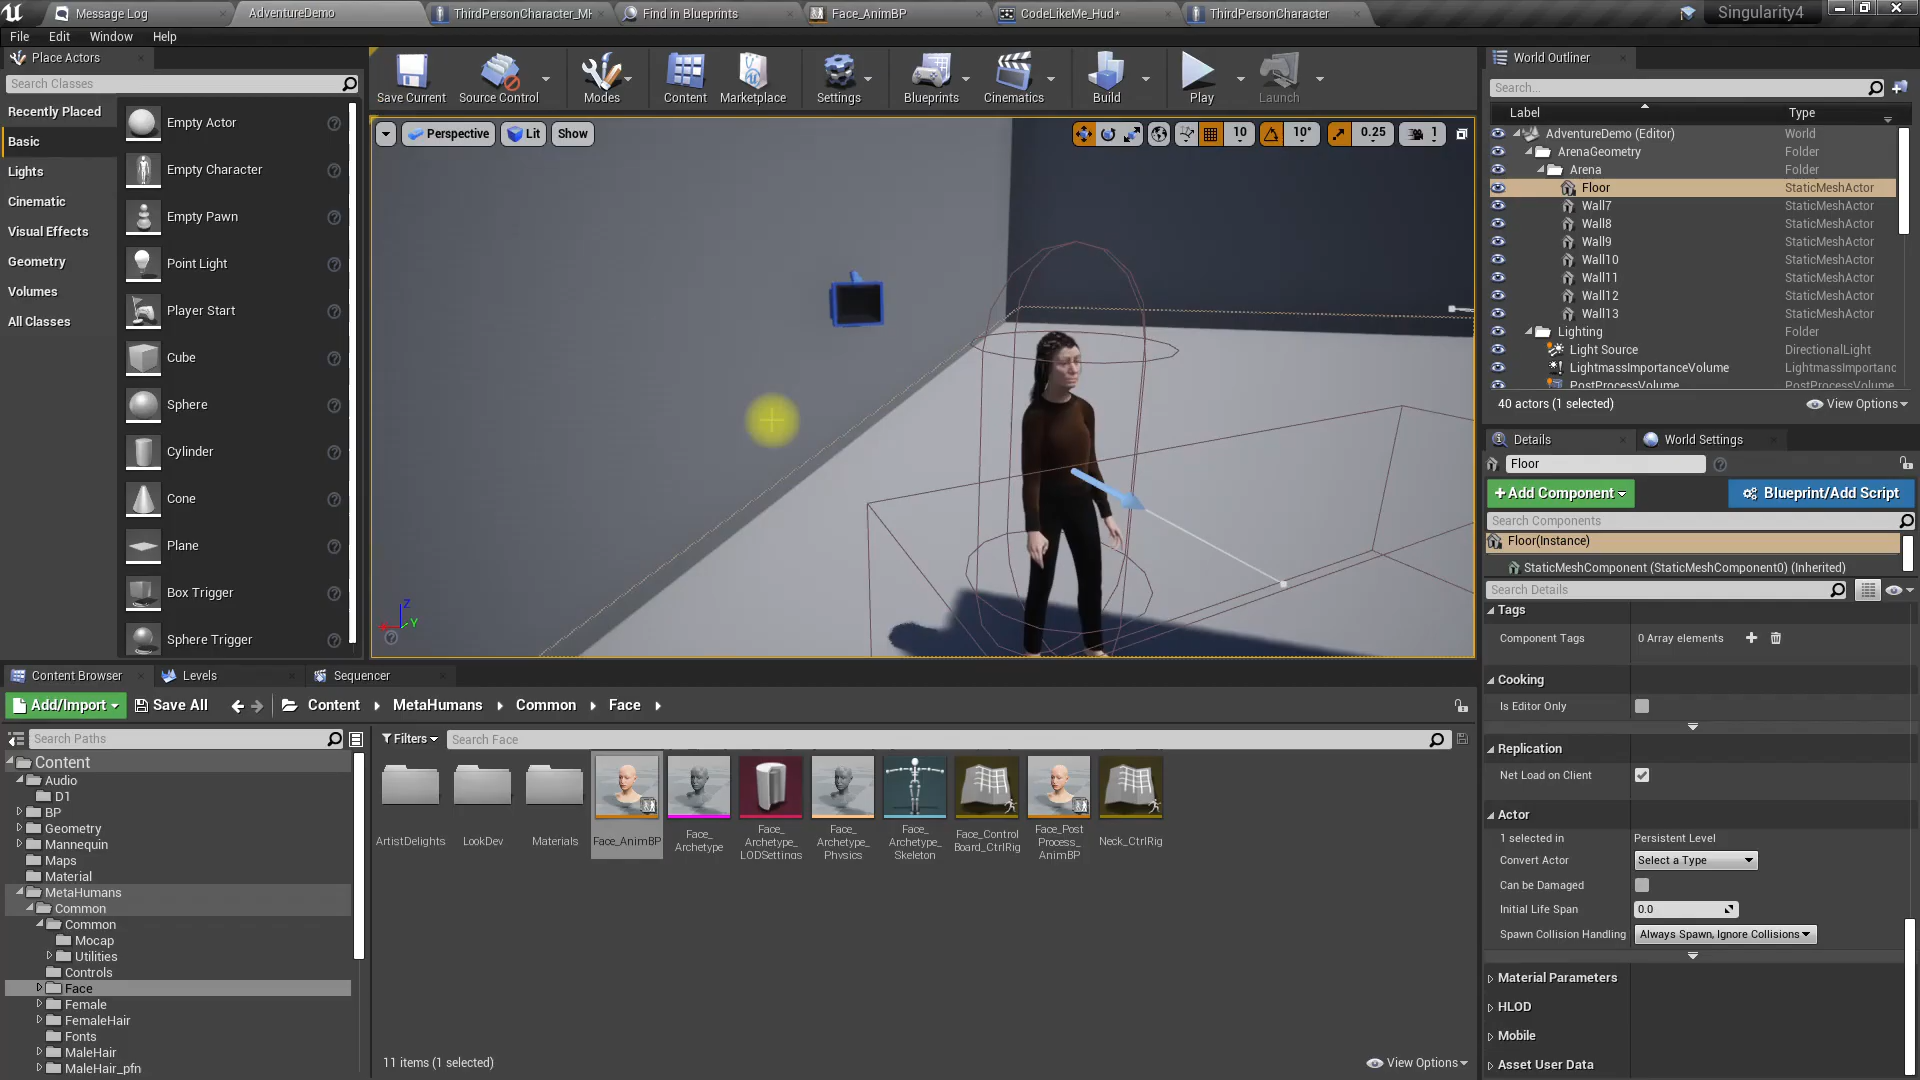 Message Log
AdventureDemo
ThirdPersonCharacter_MH
Find in Blueprints
Face_AnimBP
CodeLikeMe_Hud*
ThirdPersonCharacter
Singularity4
File
Edit
Window
Help
Place Actors
Search Classes
Recently Placed
Basic
Lights
Cinematic
Visual Effects
Geometry
Volumes
All Classes
Empty Actor
Empty Character
Empty Pawn
Point Light
Player Start
Cube
Sphere
Cylinder
Cone
Plane
Box Trigger
Sphere Trigger
Save Current
Source Control
Modes
Content
Marketplace
Settings
Blueprints
Cinematics
Build
Play
Launch
Perspective
Lit
Show
10
10°
0.25
1
Z
Y
World Outliner
Search...
Label
Type
AdventureDemo (Editor)
World
ArenaGeometry
Folder
Arena
Folder
Floor
StaticMeshActor
Wall7
StaticMeshActor
Wall8
StaticMeshActor
Wall9
StaticMeshActor
Wall10
StaticMeshActor
Wall11
StaticMeshActor
Wall12
StaticMeshActor
Wall13
StaticMeshActor
Lighting
Folder
Light Source
DirectionalLight
LightmassImportanceVolume
LightmassImportanc
PostProcessVolume
PostProcessVolume
40 actors (1 selected)
View Options
Details
World Settings
Floor
+Add Component
Blueprint/Add Script
Search Components
Floor(Instance)
StaticMeshComponent (StaticMeshComponent0) (Inherited)
Search Details
Tags
Component Tags
0 Array elements
Cooking
Is Editor Only
Replication
Net Load on Client
Actor
1 selected in
Persistent Level
Convert Actor
Select a Type
Can be Damaged
Initial Life Span
0.0
Spawn Collision Handling
Always Spawn, Ignore Collisions
Material Parameters
HLOD
Mobile
Asset User Data
Content Browser
Levels
Sequencer
Add/Import
Save All
Content
MetaHumans
Common
Face
Search Paths
Filters
Search Face
Content
Audio
D1
BP
Geometry
Mannequin
Maps
Material
MetaHumans
Common
Common
Mocap
Utilities
Controls
Face
Female
FemaleHair
Fonts
MaleHair
MaleHair_pfn
ArtistDelights
LookDev
Materials
Face_AnimBP
Face_
Archetype
Face_
Archetype_
LODSettings
Face_
Archetype_
Physics
Face_
Archetype_
Skeleton
Face_Control
Board_CtrlRig
Face_Post
Process_
AnimBP
Neck_CtrlRig
11 items (1 selected)
View Options